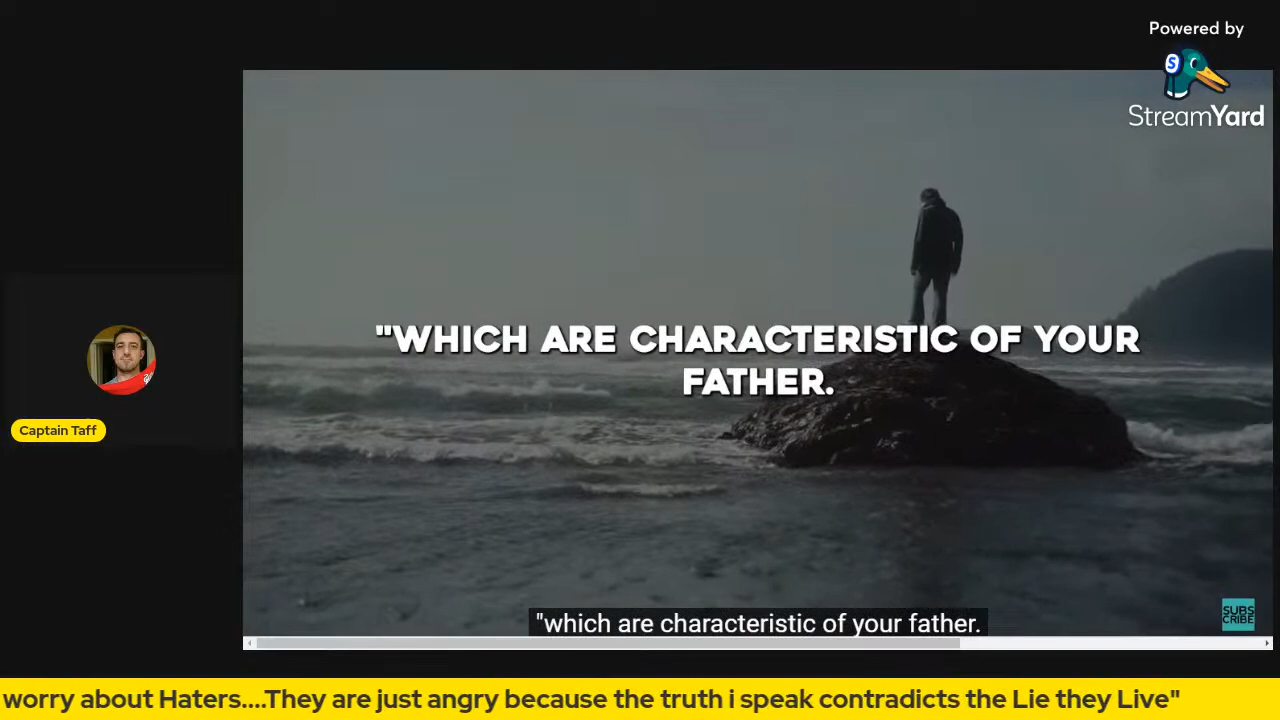 Powered by
StreamYard
"WHICH ARE CHARACTERISTIC OF YOUR
FATHER.
Captain Taff
"which are characteristic of your father.
SUBS
CRIBE
worry about Haters....They are just angry because the truth i speak contradicts the Lie they Live"